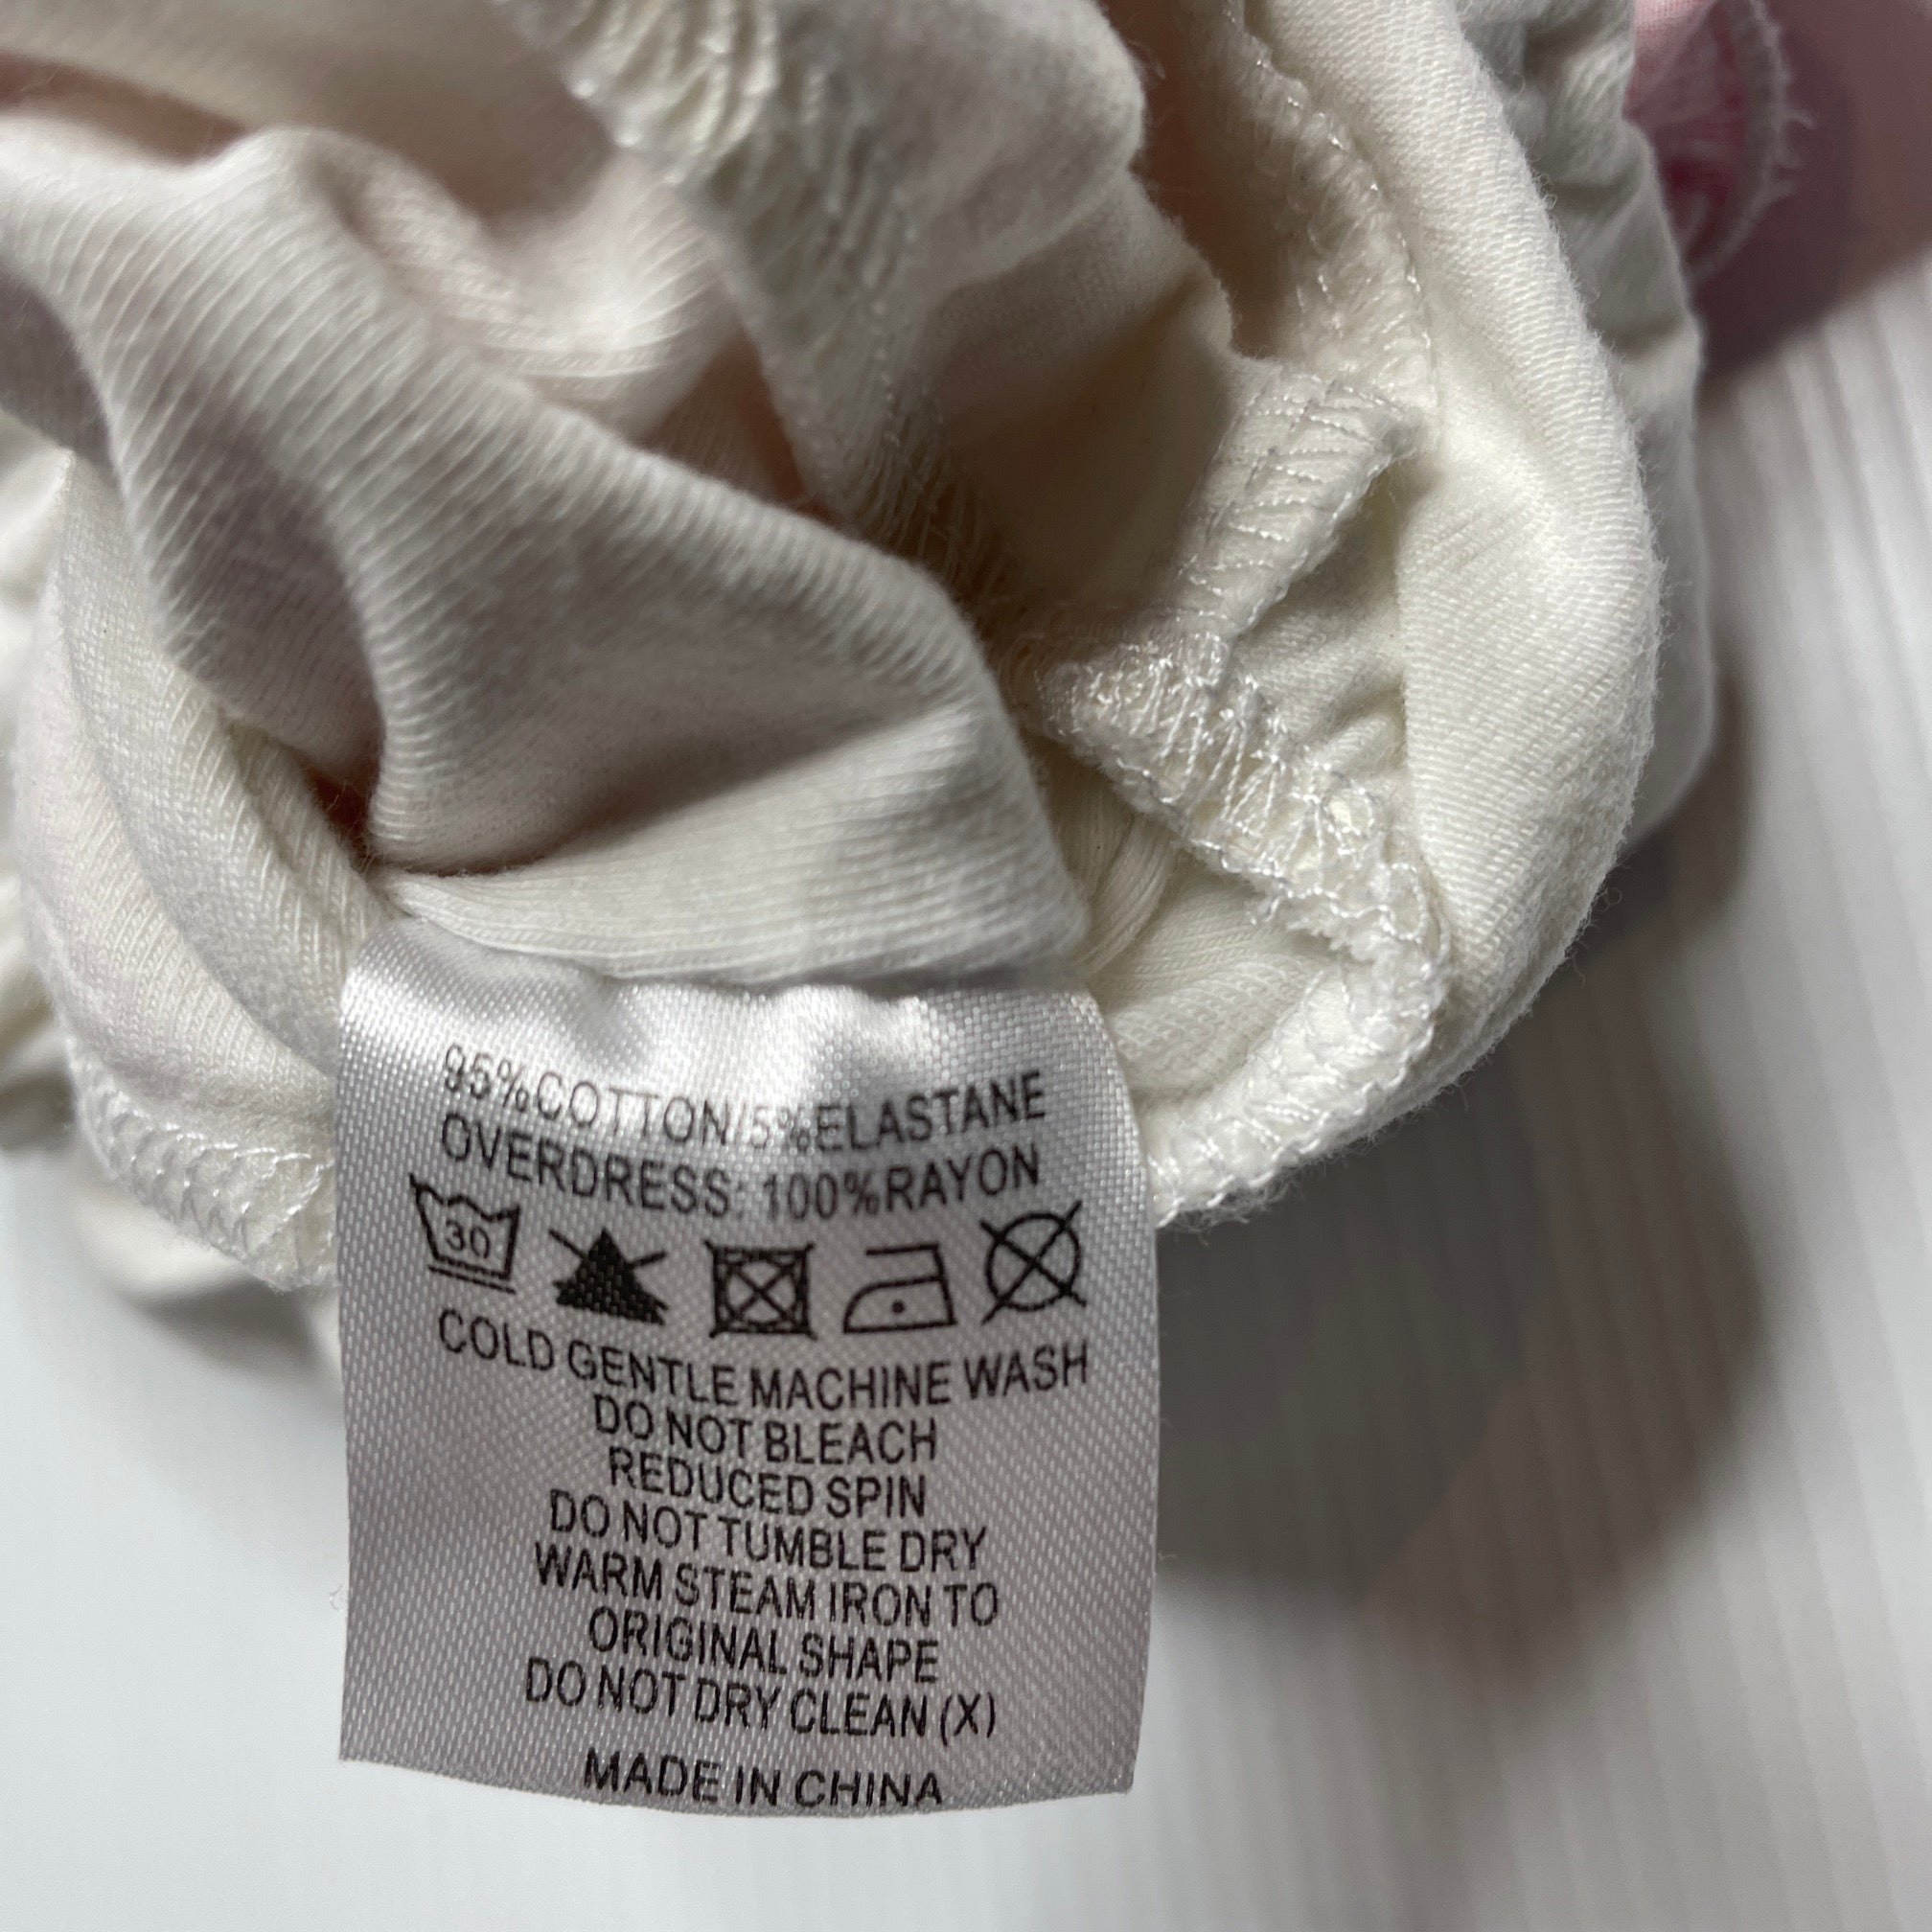 95%COTTON/5%ELASTANE
OVERDRESS: 100%RAYON
30
COLD GENTLE MACHINE WASH
DO NOT BLEACH
REDUCED SPIN
DO NOT TUMBLE DRY
WARM STEAM IRON TO
ORIGINAL SHAPE
DO NOT DRY CLEAN (X)
MADE IN CHINA